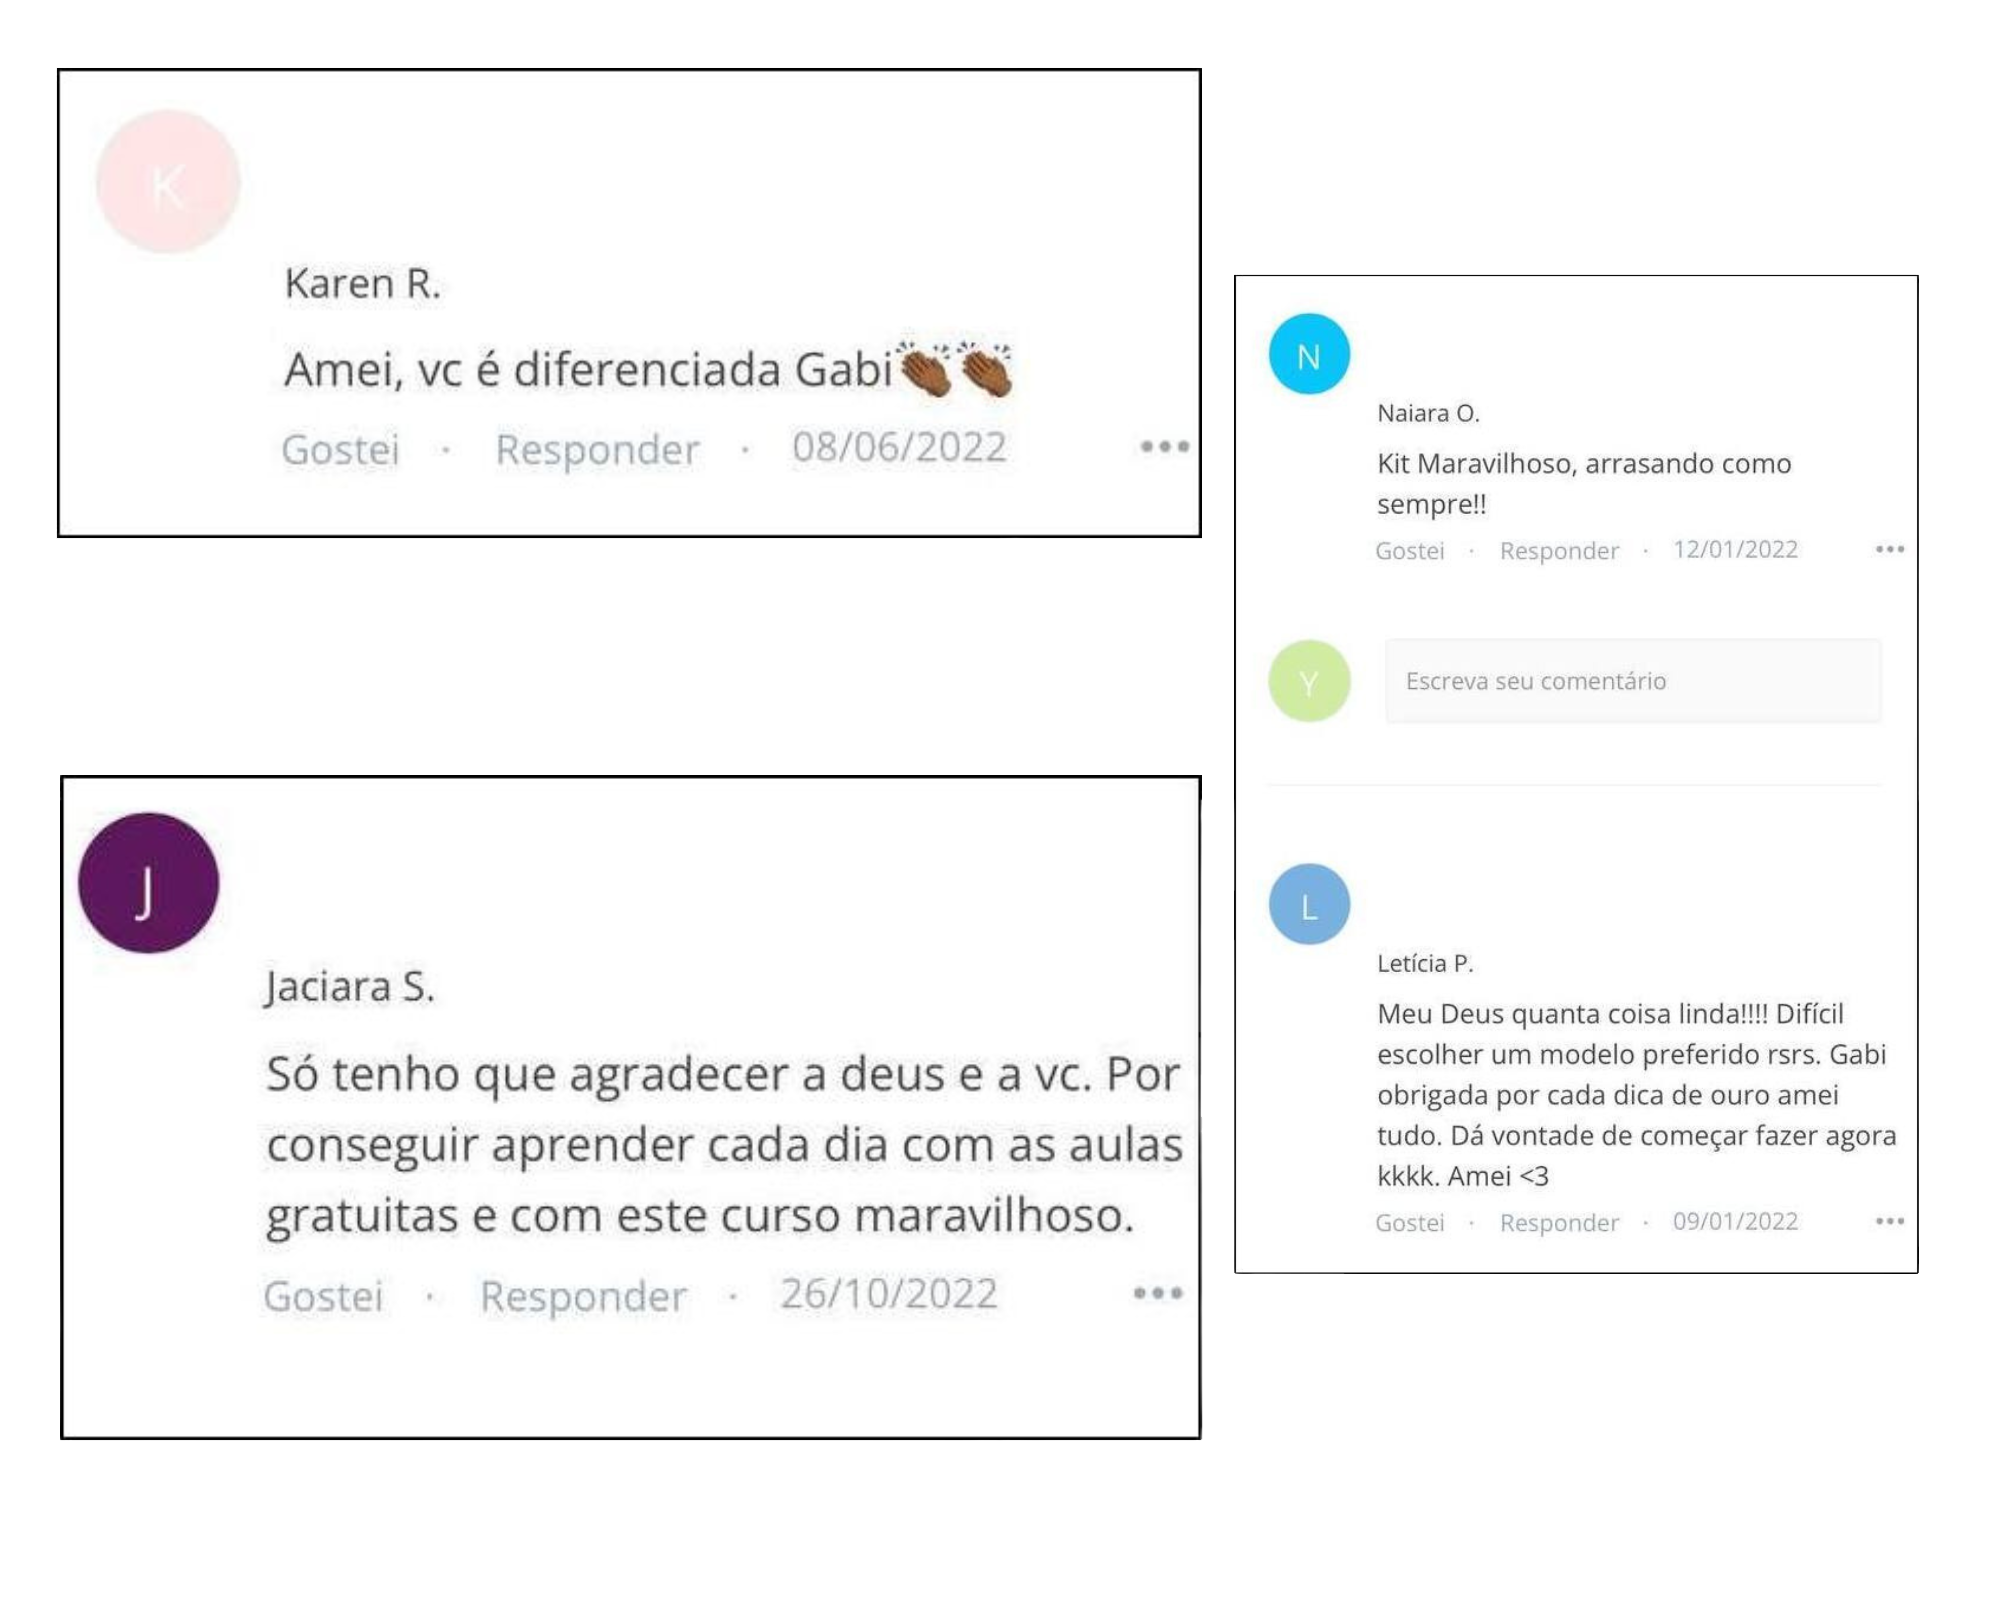 K
Karen R.
Amei, vc é diferenciada Gabi👏🏾👏🏾
Gostei · Responder · 08/06/2022 •••
J
Jaciara S.
Só tenho que agradecer a deus e a vc. Por
conseguir aprender cada dia com as aulas
gratuitas e com este curso maravilhoso.
Gostei · Responder · 26/10/2022 •••
N
Naiara O.
Kit Maravilhoso, arrasando como
sempre!!
Gostei · Responder · 12/01/2022 •••
Y
Escreva seu comentário
L
Letícia P.
Meu Deus quanta coisa linda!!!! Difícil
escolher um modelo preferido rsrs. Gabi
obrigada por cada dica de ouro amei
tudo. Dá vontade de começar fazer agora
kkkk. Amei <3
Gostei · Responder · 09/01/2022 •••